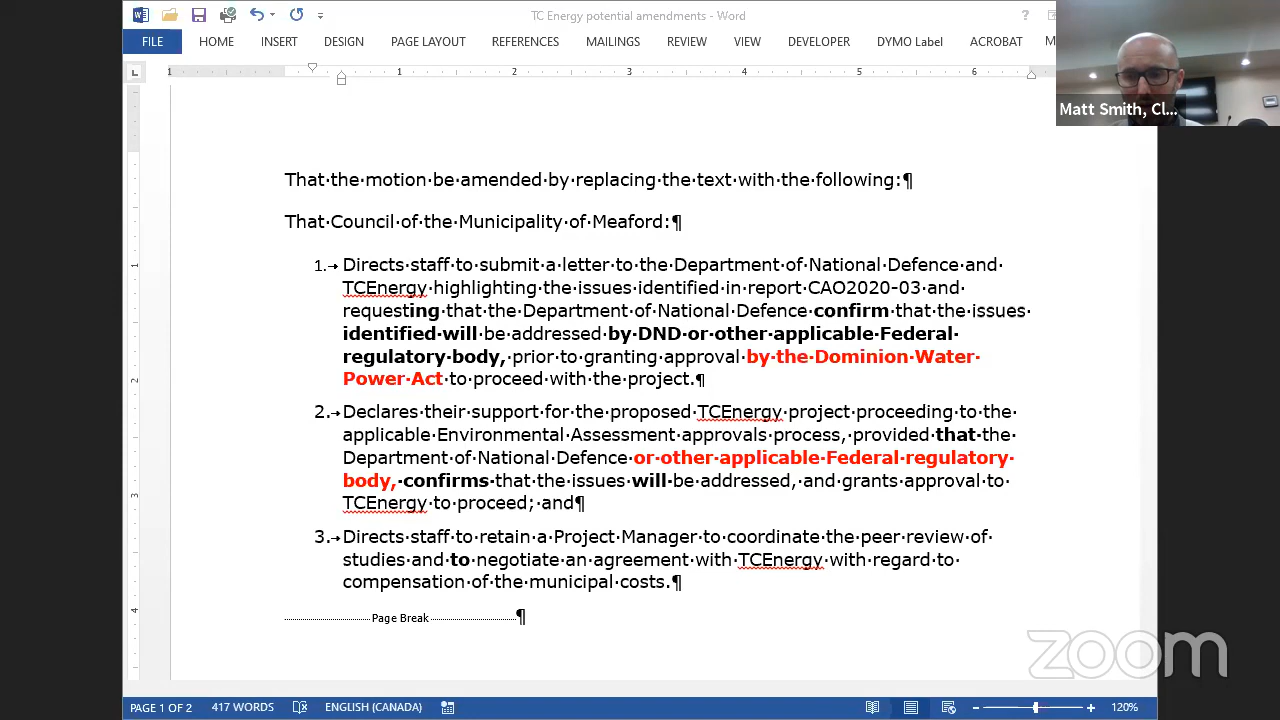 TC Energy potential amendments - Word
FILE HOME INSERT DESIGN PAGE LAYOUT REFERENCES MAILINGS REVIEW VIEW DEVELOPER DYMO Label ACROBAT M
1 1 2 3 4 5 6
Matt Smith, Cl...
That the motion be amended by replacing the text with the following:¶
That Council of the Municipality of Meaford:¶
1. Directs staff to submit a letter to the Department of National Defence and
TCEnergy highlighting the issues identified in report CAO2020-03 and
requesting that the Department of National Defence confirm that the issues
identified will be addressed by DND or other applicable Federal
regulatory body, prior to granting approval by the Dominion Water
Power Act to proceed with the project.¶
2. Declares their support for the proposed TCEnergy project proceeding to the
applicable Environmental Assessment approvals process, provided that the
Department of National Defence or other applicable Federal regulatory
body, confirms that the issues will be addressed, and grants approval to
TCEnergy to proceed; and¶
3. Directs staff to retain a Project Manager to coordinate the peer review of
studies and to negotiate an agreement with TCEnergy with regard to
compensation of the municipal costs.¶
Page Break ¶
zoom
PAGE 1 OF 2 417 WORDS ENGLISH (CANADA) 120%